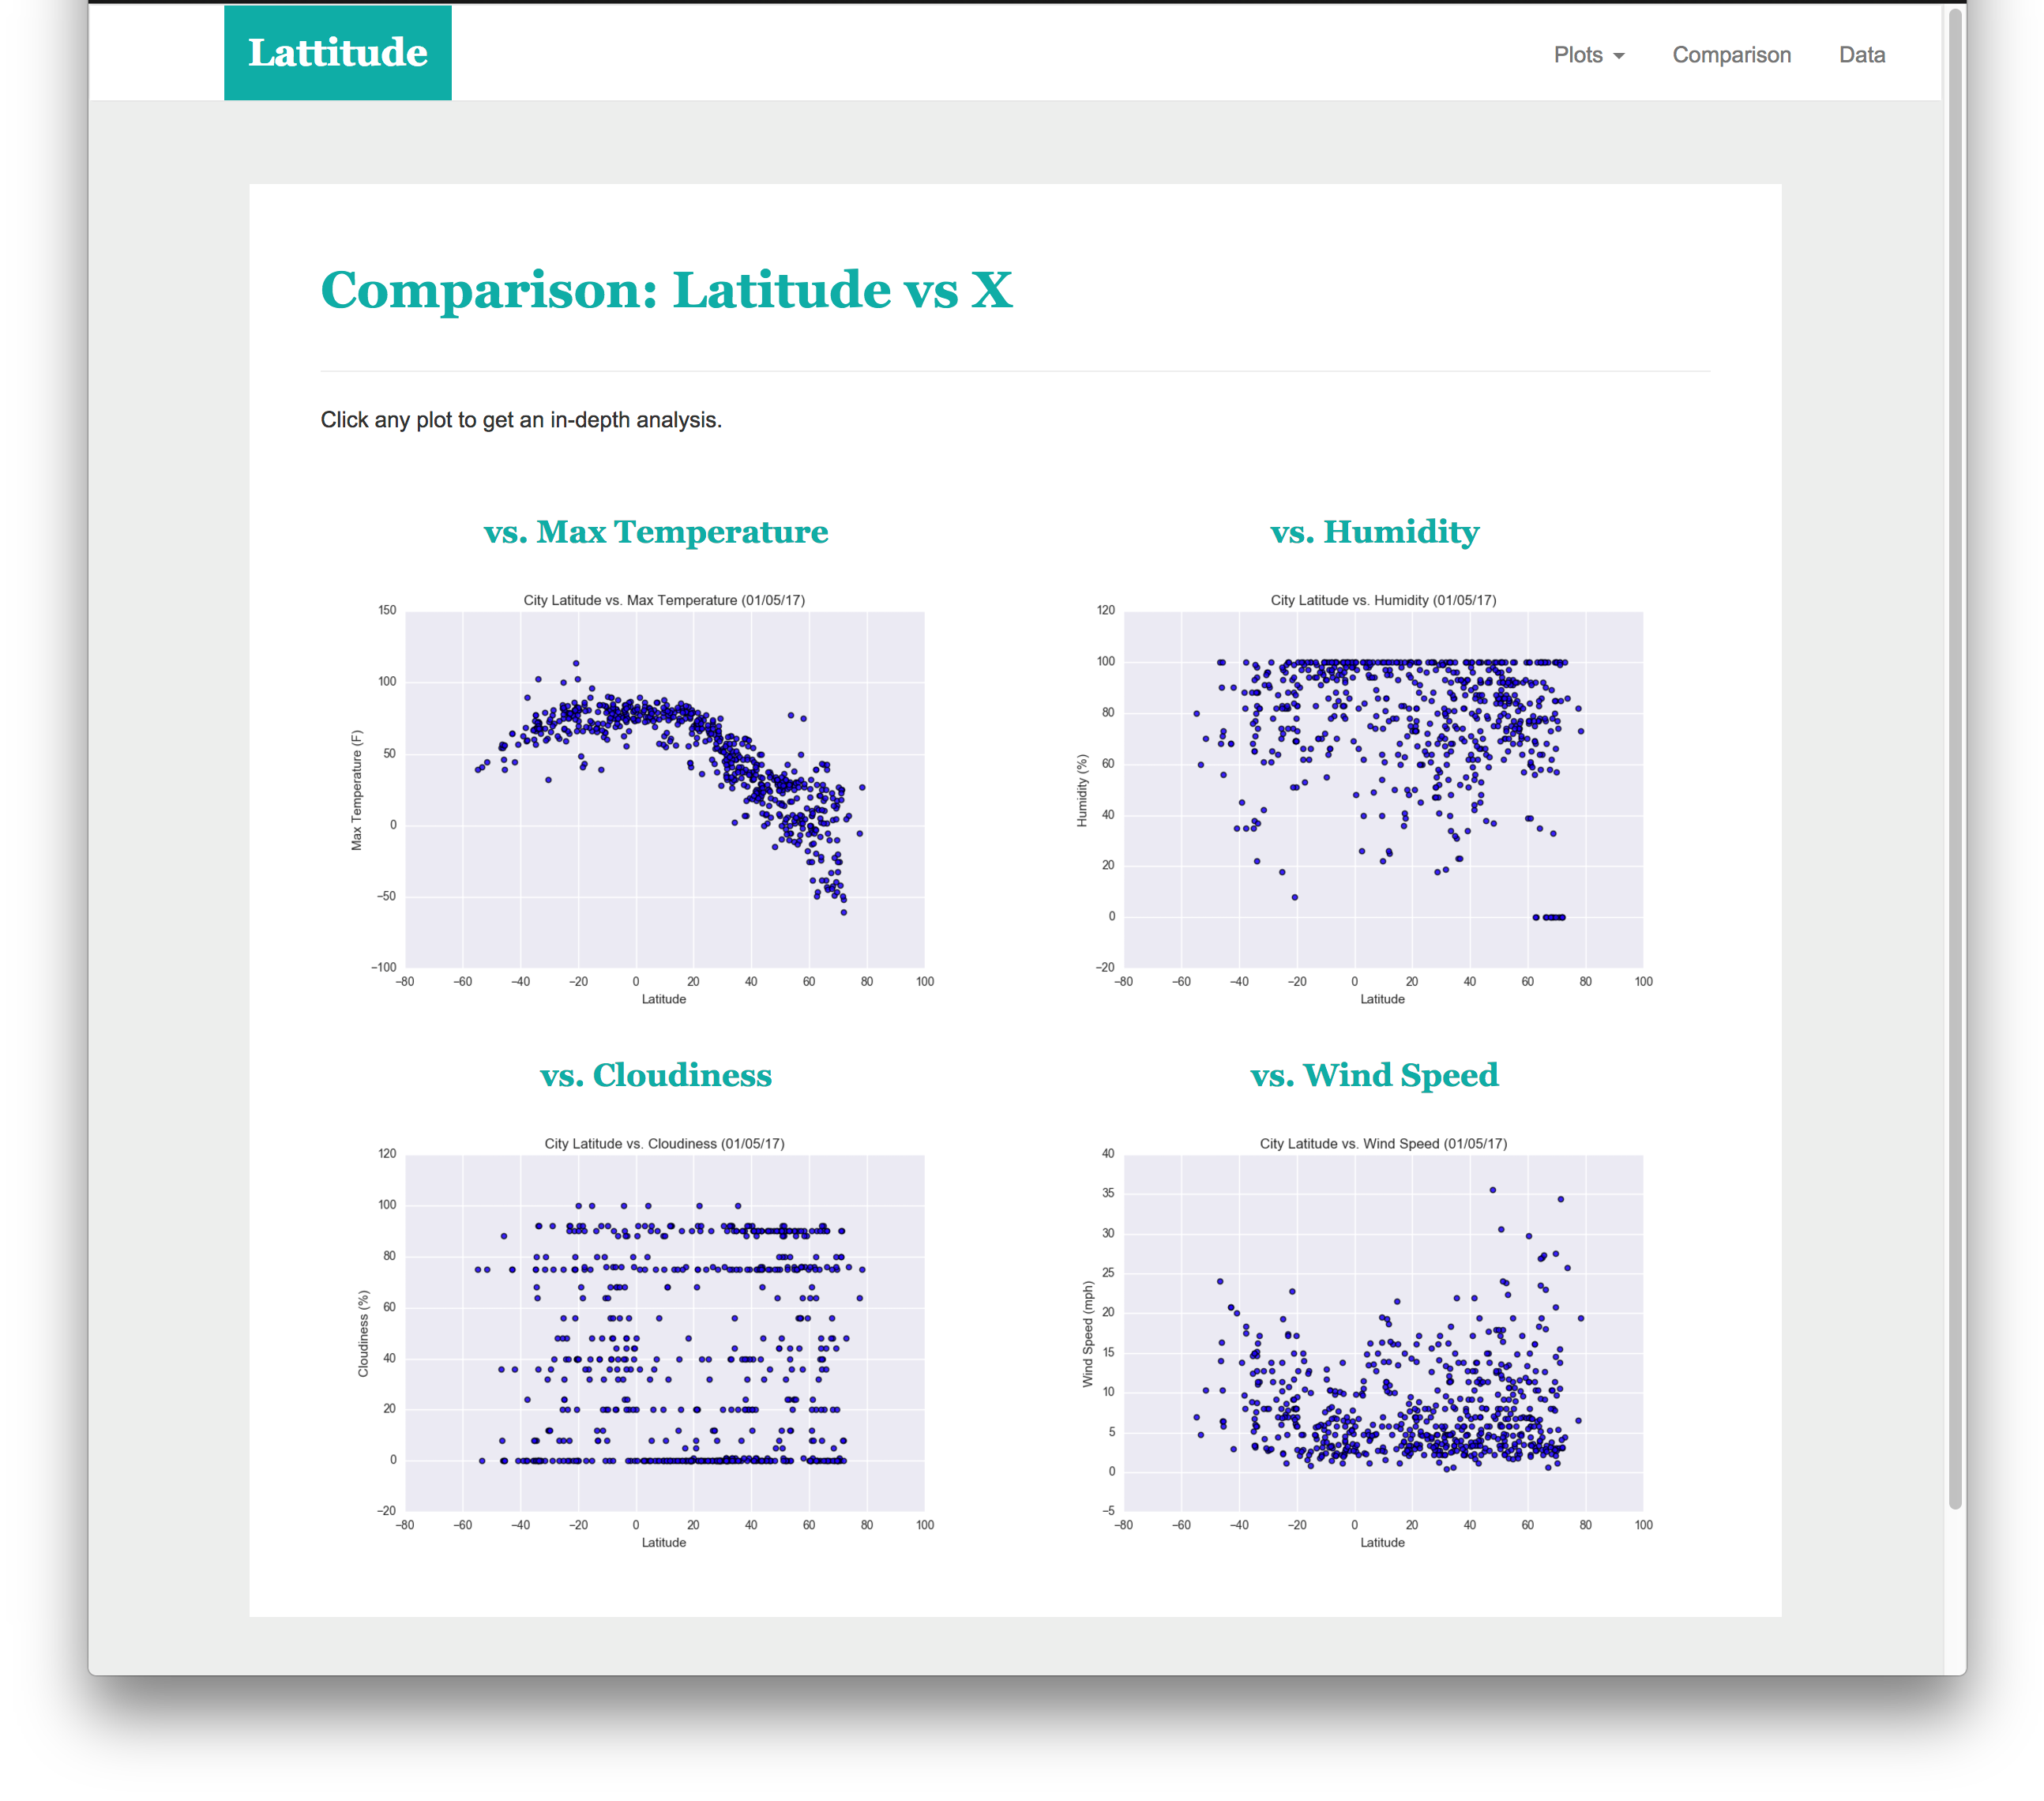 Lattitude
Plots Comparison Data
Comparison: Latitude vs X
Click any plot to get an in-depth analysis.
vs. Max Temperature
City Latitude vs. Max Temperature (01/05/17)
150
100
50
0
−50
−100
Max Temperature (F)
−80 −60 −40 −20 0 20 40 60 80 100
Latitude
vs. Humidity
City Latitude vs. Humidity (01/05/17)
120
100
80
60
40
20
0
−20
Humidity (%)
−80 −60 −40 −20 0 20 40 60 80 100
Latitude
vs. Cloudiness
City Latitude vs. Cloudiness (01/05/17)
120
100
80
60
40
20
0
−20
Cloudiness (%)
−80 −60 −40 −20 0 20 40 60 80 100
Latitude
vs. Wind Speed
City Latitude vs. Wind Speed (01/05/17)
40
35
30
25
20
15
10
5
0
−5
Wind Speed (mph)
−80 −60 −40 −20 0 20 40 60 80 100
Latitude